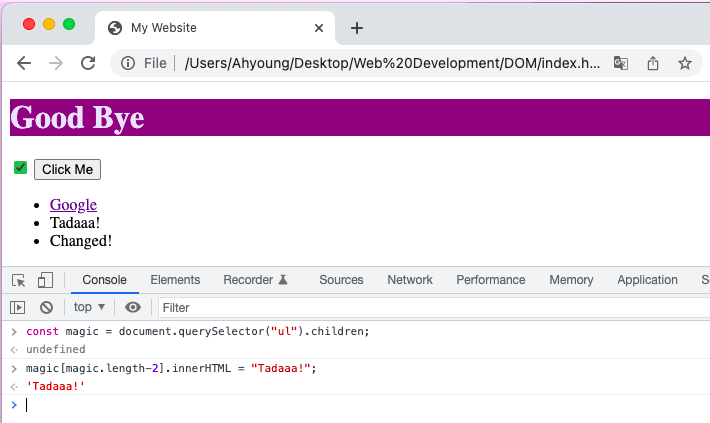 My Website
File /Users/Ahyoung/Desktop/Web%20Development/DOM/index.h...
Good Bye
Click Me
Google
Tadaaa!
Changed!
Console Elements Recorder Sources Network Performance Memory Application S
top Filter
const magic = document.querySelector("ul").children;
undefined
magic[magic.length-2].innerHTML = "Tadaaa!";
'Tadaaa!'